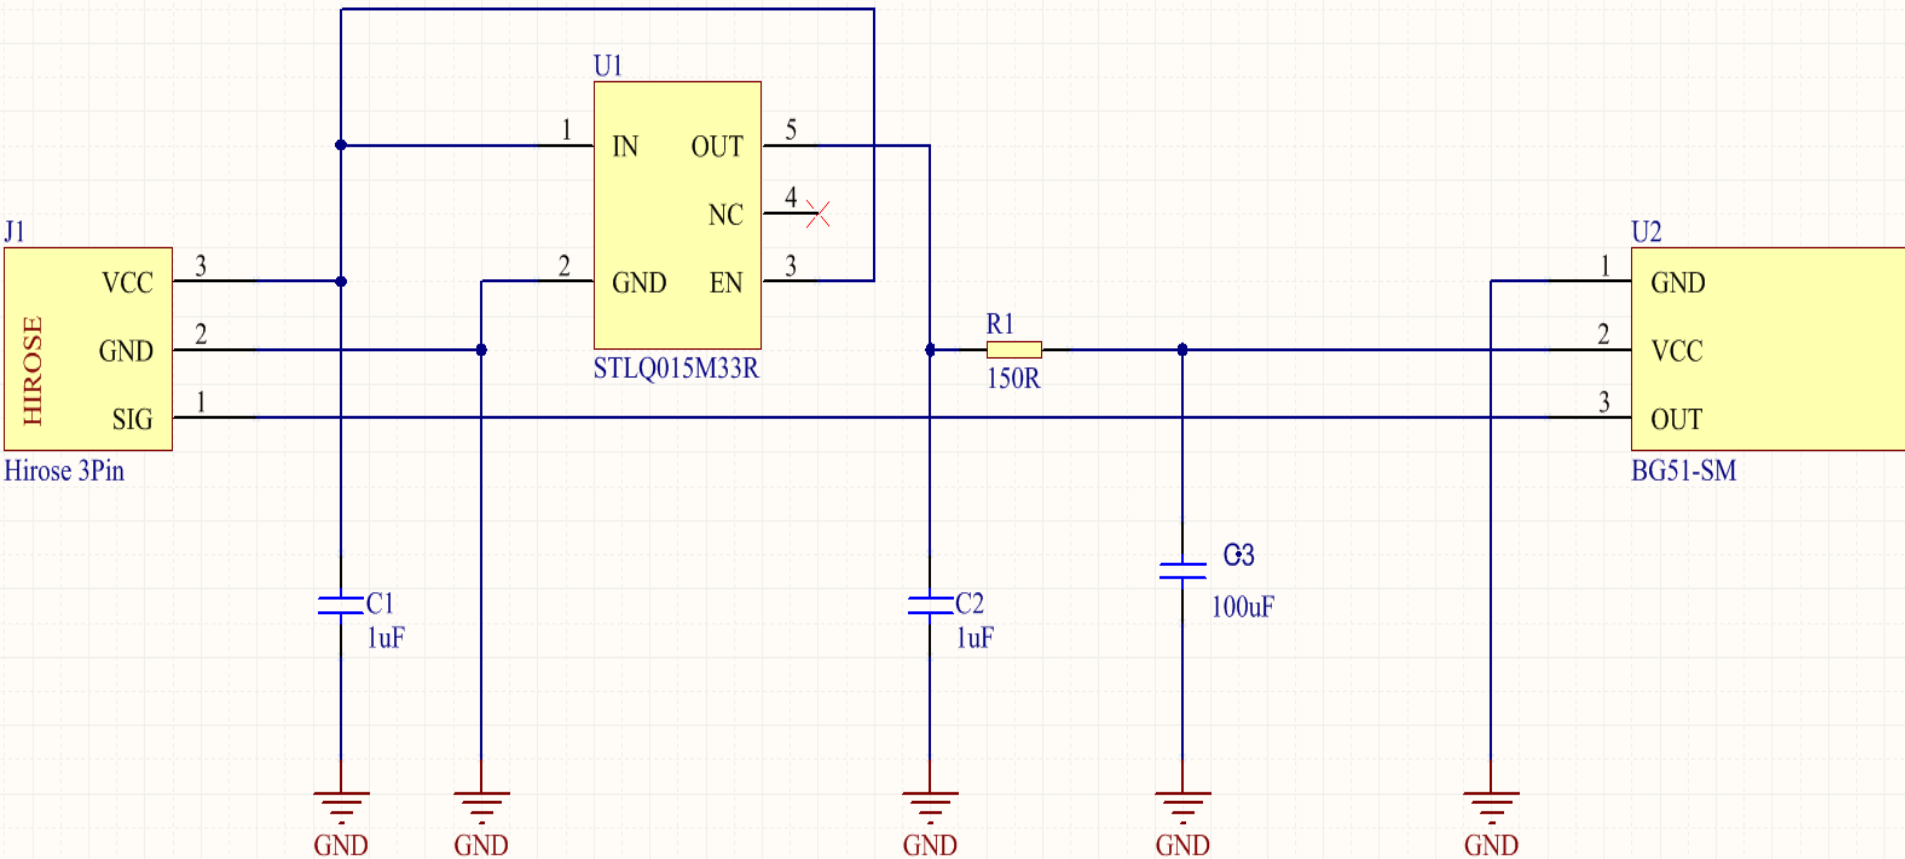 U1
1
IN
OUT
5
NC
4
2
GND
EN
3
STLQ015M33R
J1
VCC
3
GND
2
SIG
1
HIROSE
Hirose 3Pin
R1
150R
U2
1
GND
2
VCC
3
OUT
BG51-SM
C1
1uF
C2
1uF
C3
100uF
GND
GND
GND
GND
GND